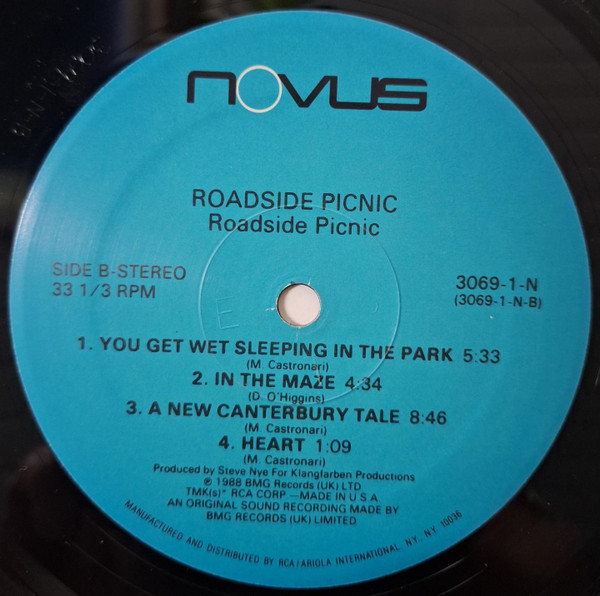 NOVUS
ROADSIDE PICNIC
Roadside Picnic
SIDE B-STEREO
33 1/3 RPM
3069-1-N
(3069-1-N-B)
1. YOU GET WET SLEEPING IN THE PARK 5:33
(M. Castronari)
2. IN THE MAZE 4:34
(D. O'Higgins)
3. A NEW CANTERBURY TALE 8:46
(M. Castronari)
4. HEART 1:09
(M. Castronari)
Produced by Steve Nye For Klangfarben Productions
℗ 1988 BMG Records (UK) LTD
TMK(s)® RCA CORP —MADE IN U.S.A
AN ORIGINAL SOUND RECORDING MADE BY
BMG RECORDS (UK) LIMITED
MANUFACTURED AND DISTRIBUTED BY RCA/ARIOLA INTERNATIONAL, NY, NY 10036